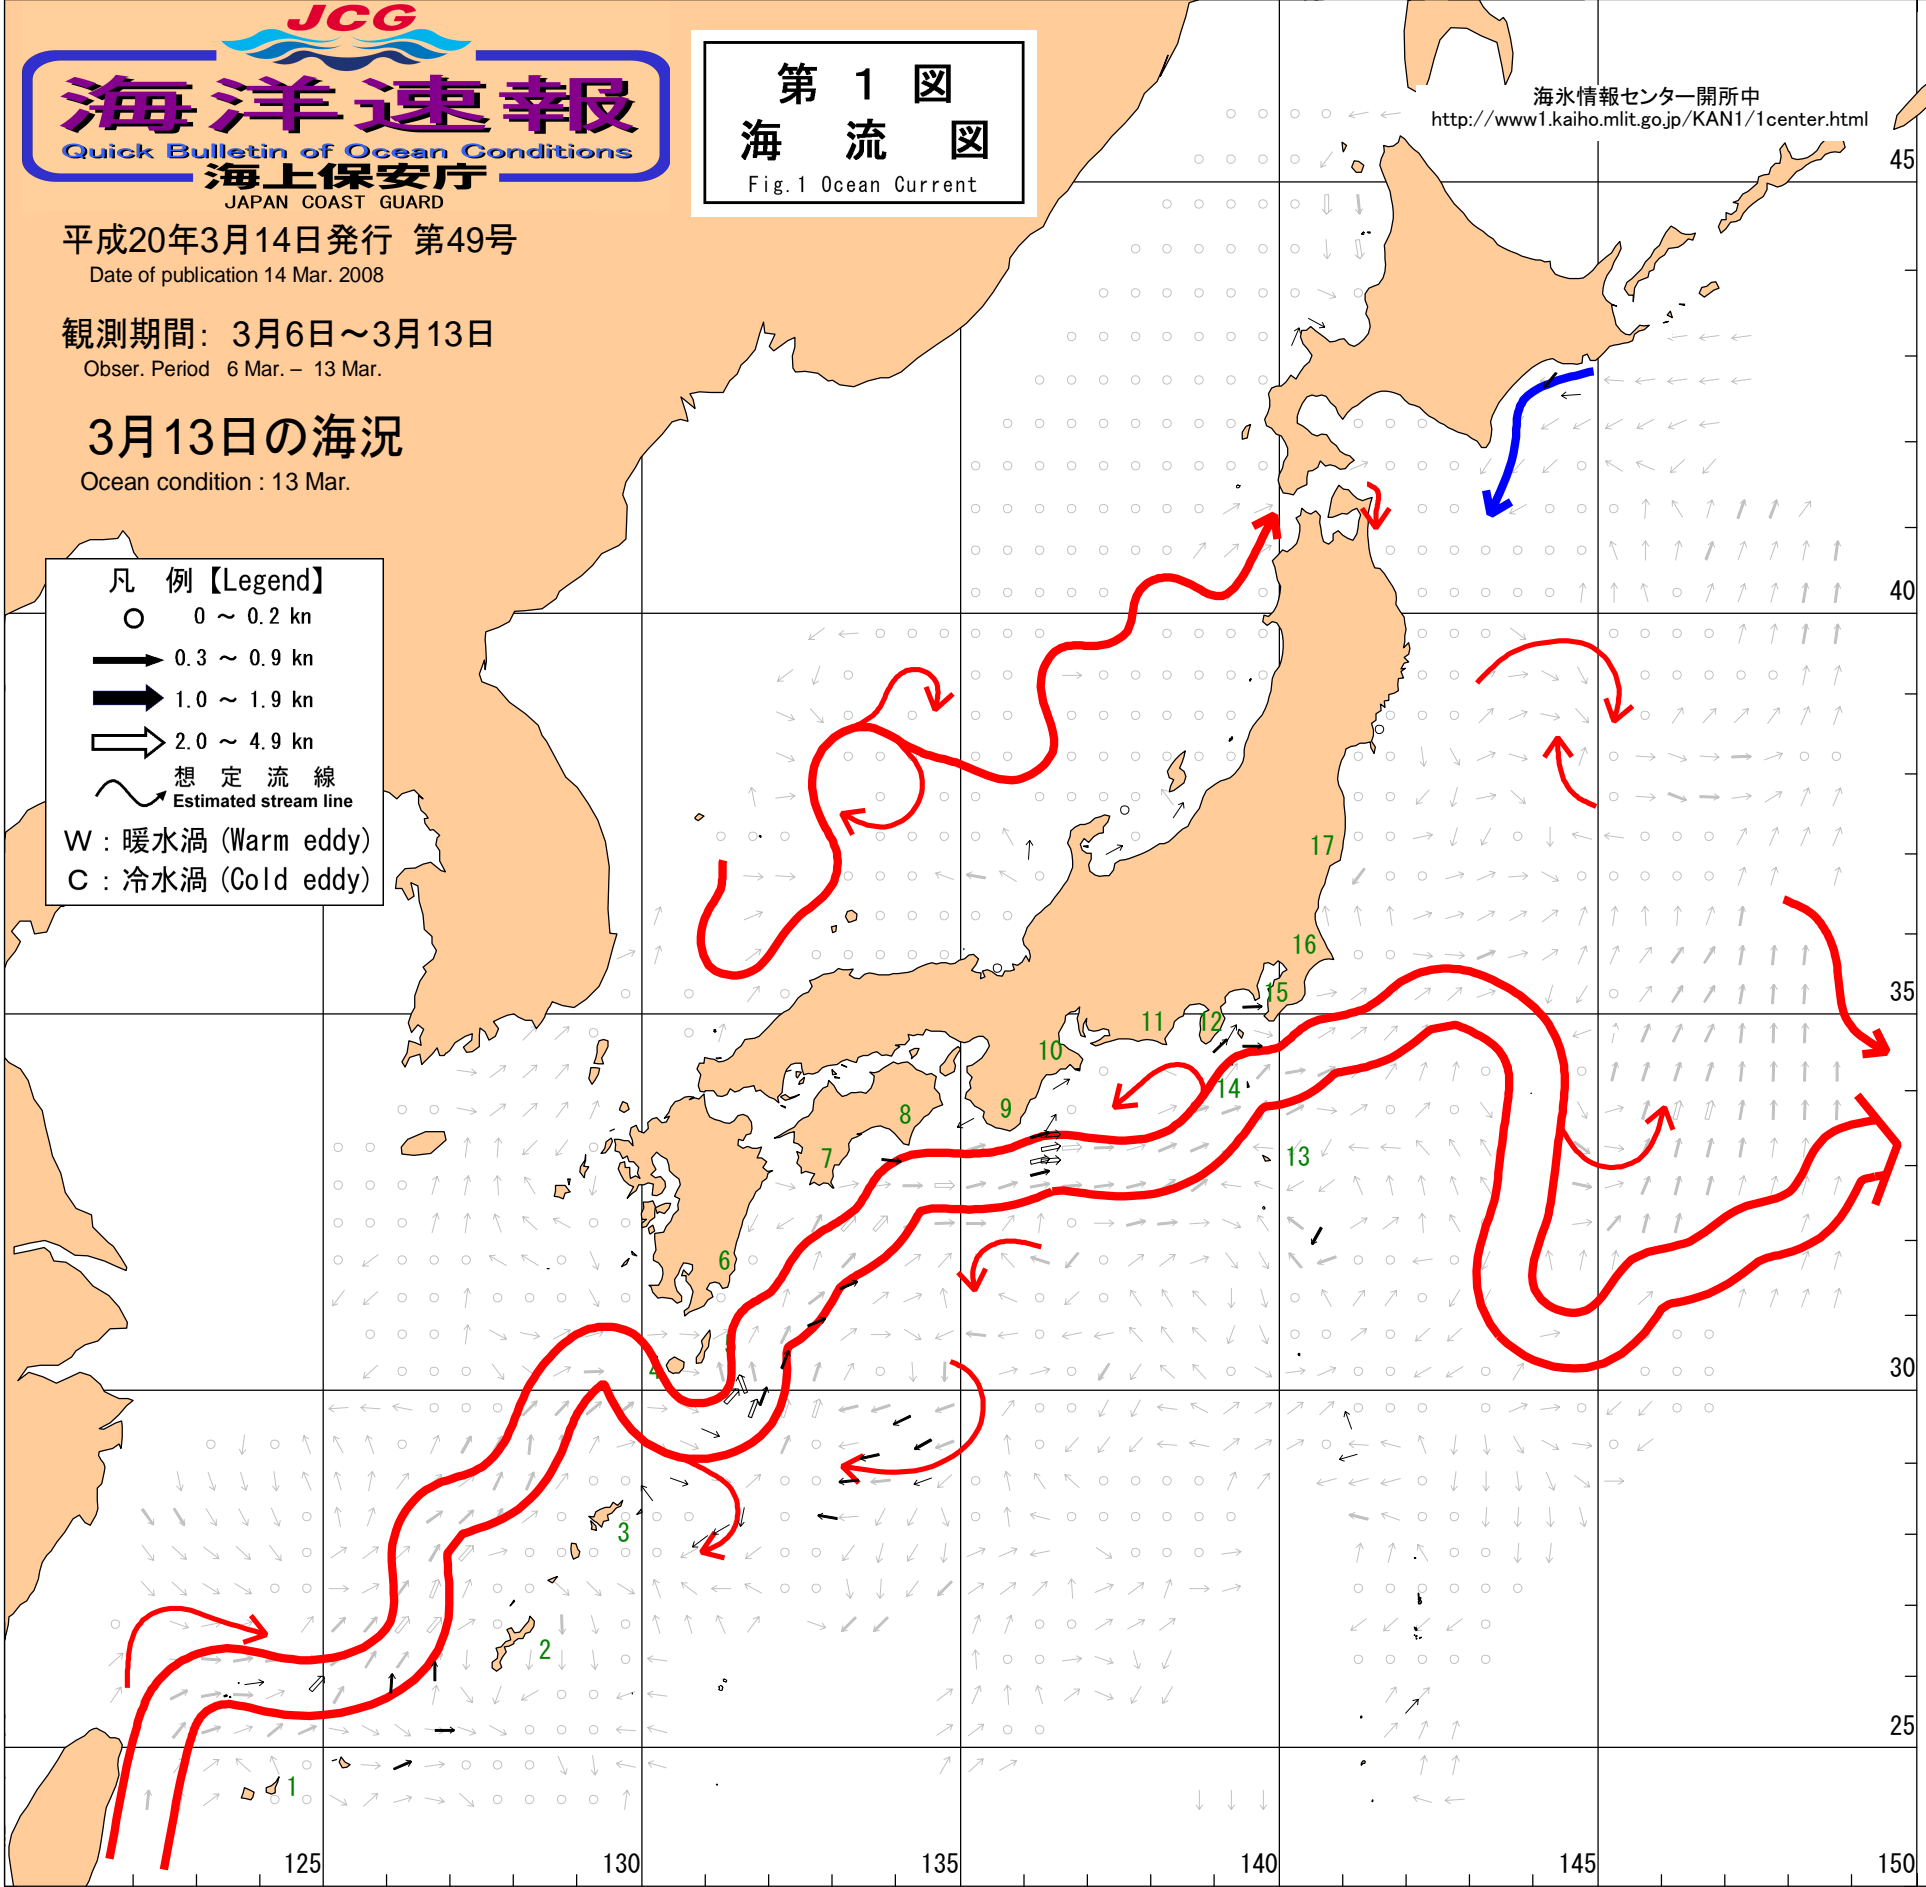 JCG
海洋速報
Quick Bulletin of Ocean Conditions
海上保安庁
JAPAN COAST GUARD
平成20年3月14日発行 第49号
Date of publication 14 Mar. 2008
観測期間: 3月6日～3月13日
Obser. Period 6 Mar. – 13 Mar.
3月13日の海況
Ocean condition : 13 Mar.
第 1 図
海 流 図
Fig.1 Ocean Current
海氷情報センター開所中
http://www1.kaiho.mlit.go.jp/KAN1/1center.html
凡 例【Legend】
0 ～ 0.2 kn
0.3 ～ 0.9 kn
1.0 ～ 1.9 kn
2.0 ～ 4.9 kn
想 定 流 線
Estimated stream line
W : 暖水渦 (Warm eddy)
C : 冷水渦 (Cold eddy)
45
40
35
30
25
17
16
15
12
11
10
14
9
8
7
13
6
4
3
2
1
125
130
135
140
145
150